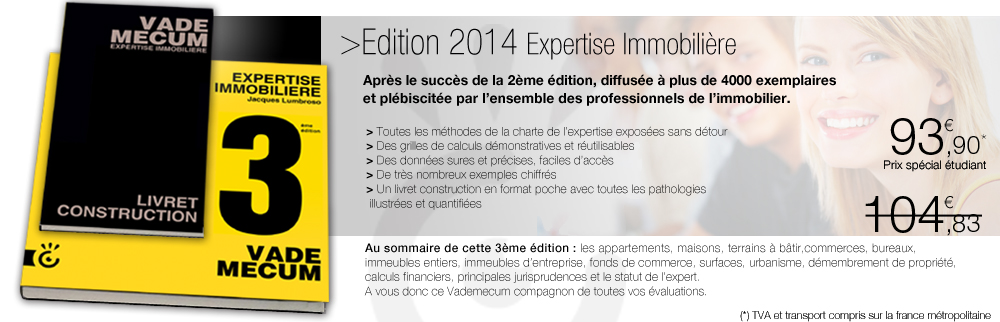 VADE
MECUM
EXPERTISE IMMOBILIÈRE
LIVRET
CONSTRUCTION
EXPERTISE
IMMOBILIERE
Jacques Lumbroso
3
ème
édition
VADE
MECUM
>Edition 2014 Expertise Immobilière
Après le succès de la 2ème édition, diffusée à plus de 4000 exemplaires
et plébiscitée par l'ensemble des professionnels de l'immobilier.
> Toutes les méthodes de la charte de l'expertise exposées sans détour
> Des grilles de calculs démonstratives et réutilisables
> Des données sures et précises, faciles d'accès
> De très nombreux exemples chiffrés
> Un livret construction en format poche avec toutes les pathologies
illustrées et quantifiées
93€,90*
Prix spécial étudiant
104€,83
Au sommaire de cette 3ème édition : les appartements, maisons, terrains à bâtir,commerces, bureaux,
immeubles entiers, immeubles d'entreprise, fonds de commerce, surfaces, urbanisme, démembrement de propriété,
calculs financiers, principales jurisprudences et le statut de l'expert.
A vous donc ce Vademecum compagnon de toutes vos évaluations.
(*) TVA et transport compris sur la france métropolitaine